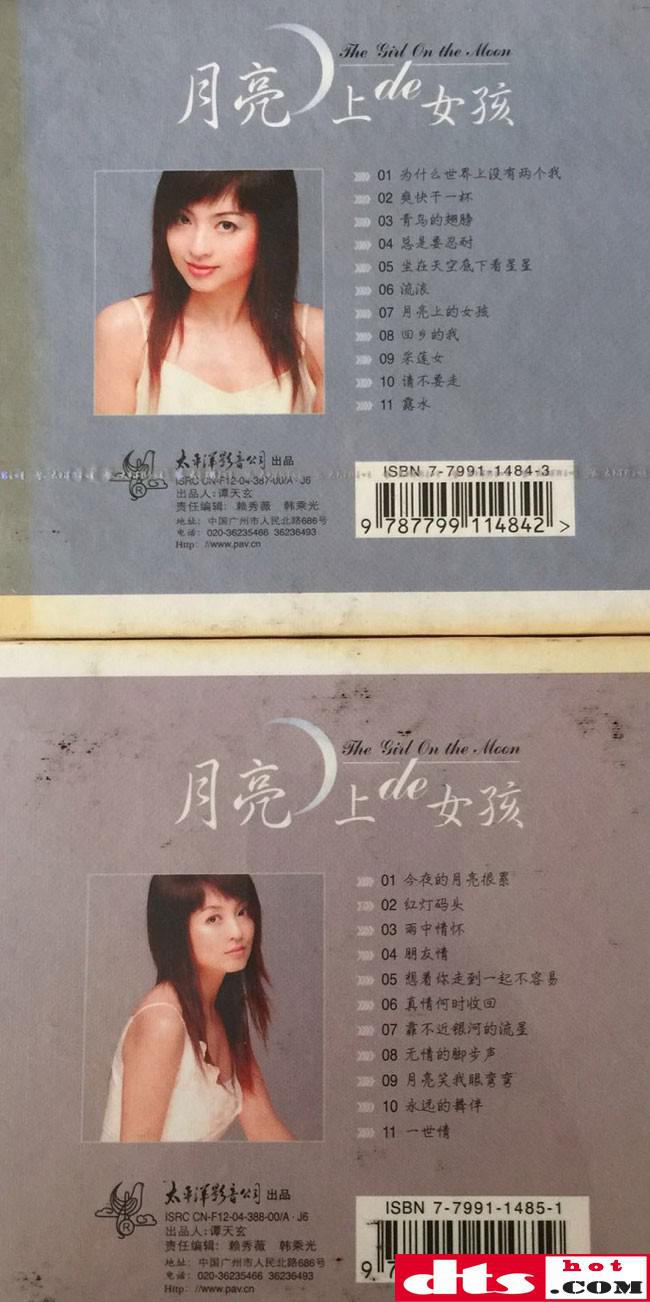 The Girl On the Moon
月亮上de女孩
01 为什么世界上没有两个我
02 爽快干一杯
03 青鸟的翅膀
04 总是要忍耐
05 坐在天空底下看星星
06 流浪
07 月亮上的女孩
08 回乡的我
09 采莲女
10 请不要走
11 露水
太平洋影音公司 出品
ISRC CN-F12-04-387-00/A·J6
出品人:谭天玄
责任编辑: 赖秀薇 韩乘光
地址: 中国广州市人民北路686号
电话: 020-36235466 36236493
Http: //www.pav.cn
R
ISBN 7-7991-1484-3
9 787799 114842 >
The Girl On the Moon
月亮上de女孩
01 今夜的月亮很累
02 红灯码头
03 雨中情怀
04 朋友情
05 想着你走到一起不容易
06 真情何时收回
07 靠不近银河的流星
08 无情的脚步声
09 月亮笑我眼弯弯
10 永远的舞伴
11 一世情
太平洋影音公司 出品
ISRC CN-F12-04-388-00/A·J6
出品人:谭天玄
责任编辑: 赖秀薇 韩乘光
地址: 中国广州市人民北路686号
电话: 020-36235466 36236493
Http: //www.pav.cn
R
ISBN 7-7991-1485-1
9 7
dts hot .COM